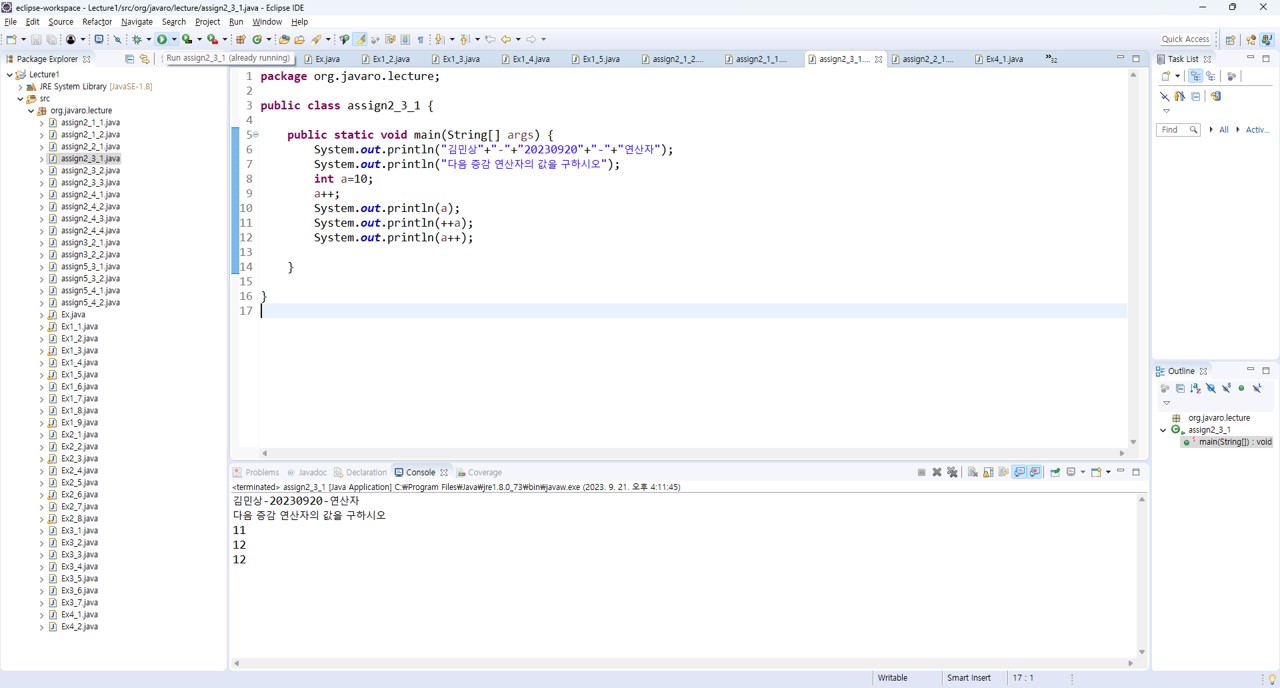 eclipse-workspace - Lecture1/src/org/javaro/lecture/assign2_3_1.java - Eclipse IDE
File Edit Source Refactor Navigate Search Project Run Window Help
Quick Access
Package Explorer
Run assign2_3_1 (already running)
Ex.java Ex1_2.java Ex1_3.java Ex1_4.java Ex1_5.java assign2_1_2.... assign2_1_1.... assign2_3_1.... assign2_2_1.... Ex4_1.java »32
Lecture1
JRE System Library [JavaSE-1.8]
src
org.javaro.lecture
assign2_1_1.java
assign2_1_2.java
assign2_2_1.java
assign2_3_1.java
assign2_3_2.java
assign2_3_3.java
assign2_4_1.java
assign2_4_2.java
assign2_4_3.java
assign2_4_4.java
assign3_2_1.java
assign3_2_2.java
assign5_3_1.java
assign5_3_2.java
assign5_4_1.java
assign5_4_2.java
Ex.java
Ex1_1.java
Ex1_2.java
Ex1_3.java
Ex1_4.java
Ex1_5.java
Ex1_6.java
Ex1_7.java
Ex1_8.java
Ex1_9.java
Ex2_1.java
Ex2_2.java
Ex2_3.java
Ex2_4.java
Ex2_5.java
Ex2_6.java
Ex2_7.java
Ex2_8.java
Ex3_1.java
Ex3_2.java
Ex3_3.java
Ex3_4.java
Ex3_5.java
Ex3_6.java
Ex3_7.java
Ex4_1.java
Ex4_2.java
1 package org.javaro.lecture;
2
3 public class assign2_3_1 {
4
5 public static void main(String[] args) {
6 System.out.println("김민상"+"-"+"20230920"+"-"+"연산자");
7 System.out.println("다음 증감 연산자의 값을 구하시오");
8 int a=10;
9 a++;
10 System.out.println(a);
11 System.out.println(++a);
12 System.out.println(a++);
13
14 }
15
16 }
17
Task List
Find All Activ...
Outline
org.javaro.lecture
assign2_3_1
main(String[]) : void
Problems Javadoc Declaration Console Coverage
<terminated> assign2_3_1 [Java Application] C:₩Program Files₩Java₩jre1.8.0_73₩bin₩javaw.exe (2023. 9. 21. 오후 4:11:45)
김민상-20230920-연산자
다음 증감 연산자의 값을 구하시오
11
12
12
Writable Smart Insert 17 : 1